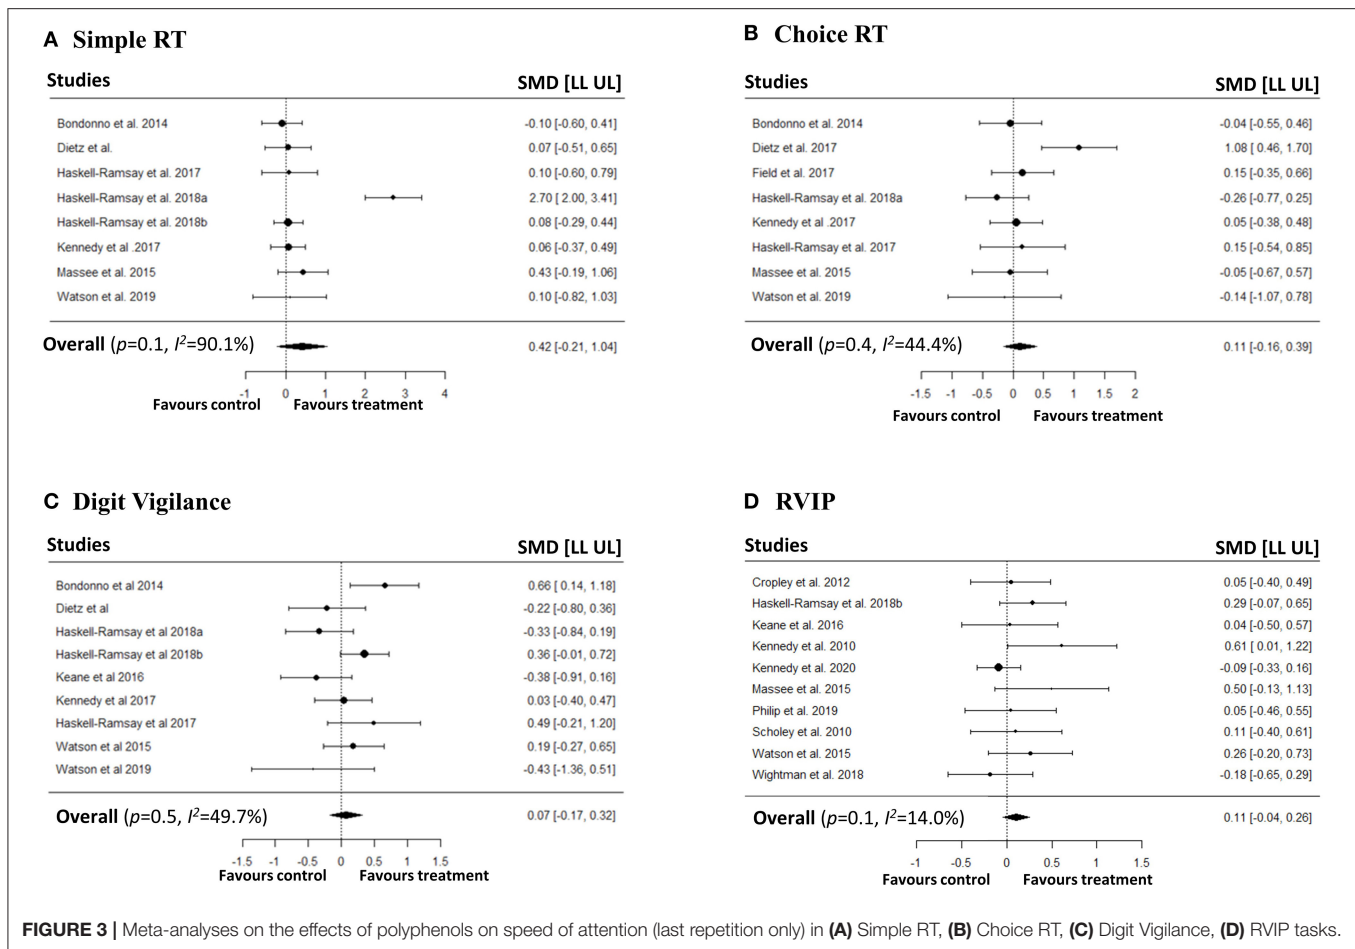 A Simple RT
Studies SMD [LL UL]
Bondonno et al. 2014 -0.10 [-0.60, 0.41]
Dietz et al. 0.07 [-0.51, 0.65]
Haskell-Ramsay et al. 2017 0.10 [-0.60, 0.79]
Haskell-Ramsay et al. 2018a 2.70 [ 2.00, 3.41]
Haskell-Ramsay et al. 2018b 0.08 [-0.29, 0.44]
Kennedy et al .2017 0.06 [-0.37, 0.49]
Massee et al. 2015 0.43 [-0.19, 1.06]
Watson et al. 2019 0.10 [-0.82, 1.03]
Overall (p=0.1, I²=90.1%) 0.42 [-0.21, 1.04]
-1 0 1 2 3 4
Favours control Favours treatment
B Choice RT
Studies SMD [LL UL]
Bondonno et al. 2014 -0.04 [-0.55, 0.46]
Dietz et al. 2017 1.08 [ 0.46, 1.70]
Field et al. 2017 0.15 [-0.35, 0.66]
Haskell-Ramsay et al. 2018a -0.26 [-0.77, 0.25]
Kennedy et al.2017 0.05 [-0.38, 0.48]
Haskell-Ramsay et al. 2017 0.15 [-0.54, 0.85]
Massee et al. 2015 -0.05 [-0.67, 0.57]
Watson et al. 2019 -0.14 [-1.07, 0.78]
Overall (p=0.4, I²=44.4%) 0.11 [-0.16, 0.39]
-1.5 -1 -0.5 0 0.5 1 1.5 2
Favours control Favours treatment
C Digit Vigilance
Studies SMD [LL UL]
Bondonno et al 2014 0.66 [ 0.14, 1.18]
Dietz et al -0.22 [-0.80, 0.36]
Haskell-Ramsay et al 2018a -0.33 [-0.84, 0.19]
Haskell-Ramsay et al 2018b 0.36 [-0.01, 0.72]
Keane et al 2016 -0.38 [-0.91, 0.16]
Kennedy et al 2017 0.03 [-0.40, 0.47]
Haskell-Ramsay et al 2017 0.49 [-0.21, 1.20]
Watson et al 2015 0.19 [-0.27, 0.65]
Watson et al 2019 -0.43 [-1.36, 0.51]
Overall (p=0.5, I²=49.7%) 0.07 [-0.17, 0.32]
-1.5 -1 -0.5 0 0.5 1 1.5
Favours control Favours treatment
D RVIP
Studies SMD [LL UL]
Cropley et al. 2012 0.05 [-0.40, 0.49]
Haskell-Ramsay et al. 2018b 0.29 [-0.07, 0.65]
Keane et al. 2016 0.04 [-0.50, 0.57]
Kennedy et al. 2010 0.61 [ 0.01, 1.22]
Kennedy et al. 2020 -0.09 [-0.33, 0.16]
Massee et al. 2015 0.50 [-0.13, 1.13]
Philip et al. 2019 0.05 [-0.46, 0.55]
Scholey et al. 2010 0.11 [-0.40, 0.61]
Watson et al. 2015 0.26 [-0.20, 0.73]
Wightman et al. 2018 -0.18 [-0.65, 0.29]
Overall (p=0.1, I²=14.0%) 0.11 [-0.04, 0.26]
-1 -0.5 0 0.5 1 1.5
Favours control Favours treatment
FIGURE 3 | Meta-analyses on the effects of polyphenols on speed of attention (last repetition only) in (A) Simple RT, (B) Choice RT, (C) Digit Vigilance, (D) RVIP tasks.